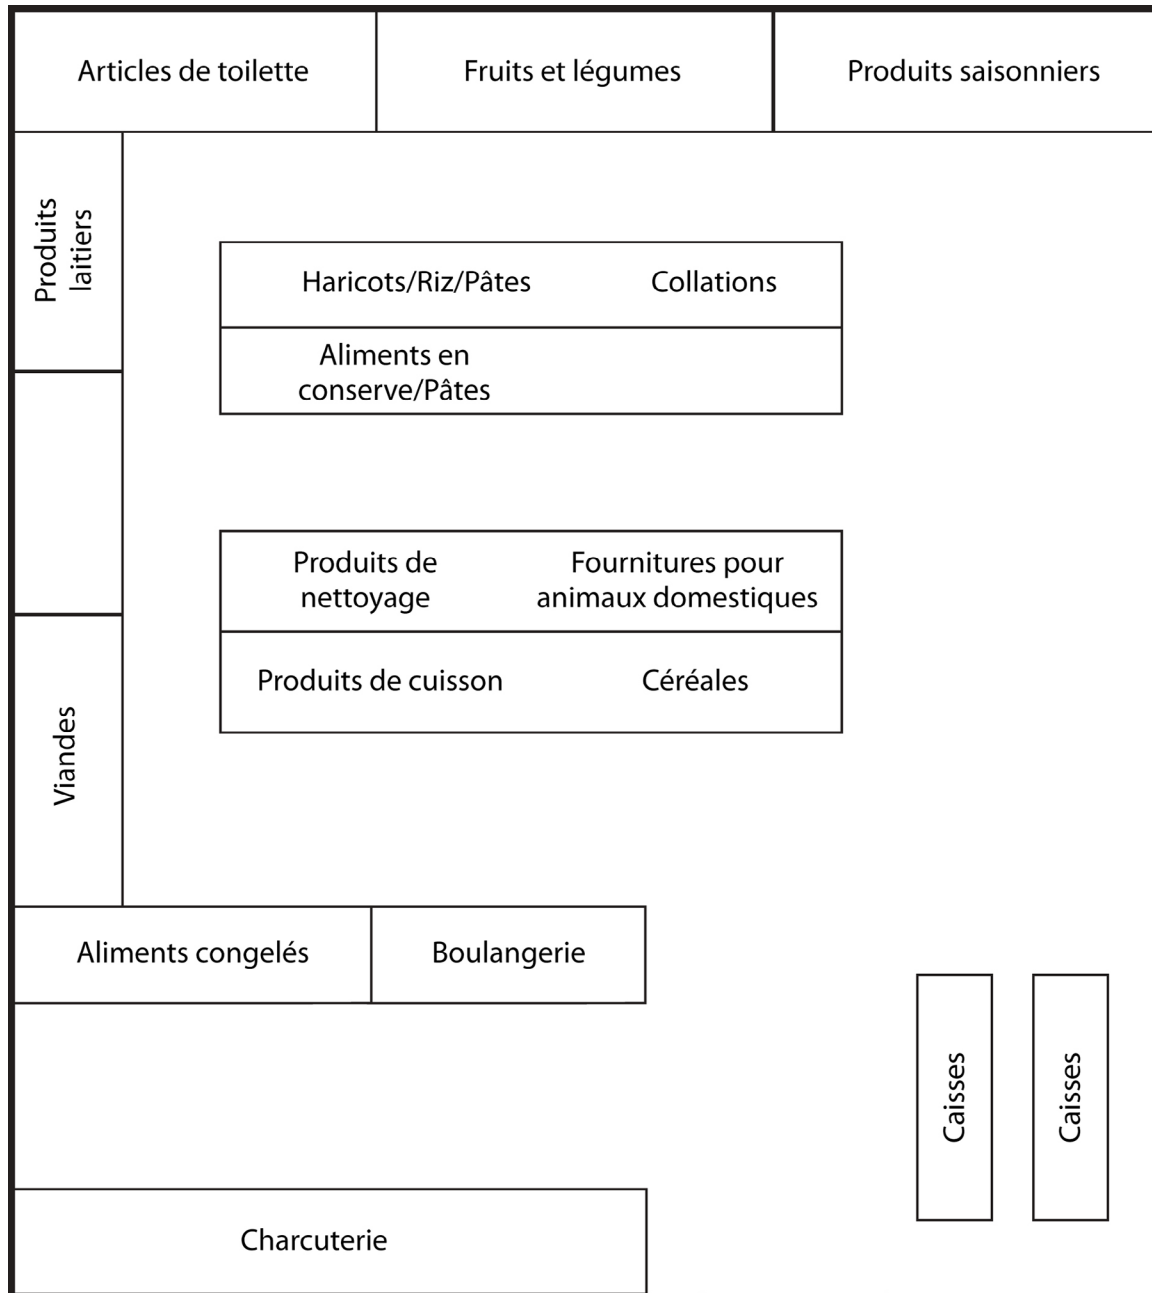 Articles de toilette
Fruits et légumes
Produits saisonniers
Produits
laitiers
Haricots/Riz/Pâtes
Collations
Aliments en
conserve/Pâtes
Produits de
nettoyage
Fournitures pour
animaux domestiques
Produits de cuisson
Céréales
Viandes
Aliments congelés
Boulangerie
Caisses
Caisses
Charcuterie